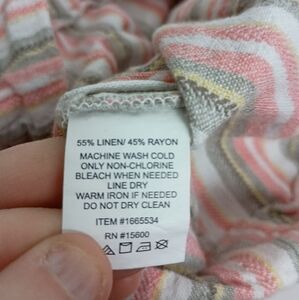 55% LINEN/ 45% RAYON
MACHINE WASH COLD
ONLY NON-CHLORINE
BLEACH WHEN NEEDED
LINE DRY
WARM IRON IF NEEDED
DO NOT DRY CLEAN
ITEM #1665534
RN #15600